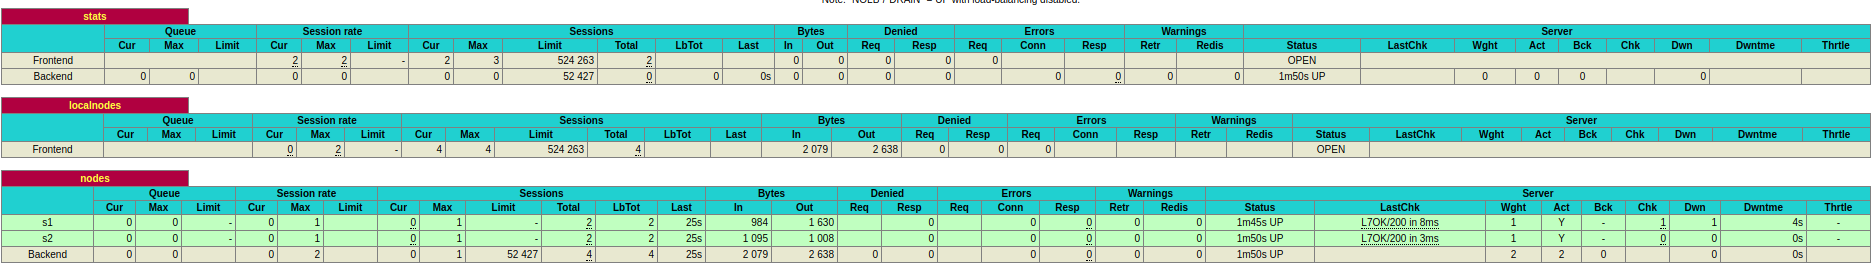 Note: "NOLB"/"DRAIN" = UP with load-balancing disabled.
stats
Queue Session rate Sessions Bytes Denied Errors Warnings Server
Cur Max Limit Cur Max Limit Cur Max Limit Total LbTot Last In Out Req Resp Req Conn Resp Retr Redis Status LastChk Wght Act Bck Chk Dwn Dwntme Thrtle
Frontend 2 2 - 2 3 524 263 2 0 0 0 0 0 OPEN
Backend 0 0 0 0 0 0 52 427 0 0 0s 0 0 0 0 0 0 0 0 1m50s UP 0 0 0 0
localnodes
Queue Session rate Sessions Bytes Denied Errors Warnings Server
Cur Max Limit Cur Max Limit Cur Max Limit Total LbTot Last In Out Req Resp Req Conn Resp Retr Redis Status LastChk Wght Act Bck Chk Dwn Dwntme Thrtle
Frontend 0 2 - 4 4 524 263 4 2 079 2 638 0 0 0 OPEN
nodes
Queue Session rate Sessions Bytes Denied Errors Warnings Server
Cur Max Limit Cur Max Limit Cur Max Limit Total LbTot Last In Out Req Resp Req Conn Resp Retr Redis Status LastChk Wght Act Bck Chk Dwn Dwntme Thrtle
s1 0 0 - 0 1 0 1 - 2 2 25s 984 1 630 0 0 0 0 0 1m45s UP L7OK/200 in 8ms 1 Y - 1 1 4s -
s2 0 0 - 0 1 0 1 - 2 2 25s 1 095 1 008 0 0 0 0 0 1m50s UP L7OK/200 in 3ms 1 Y - 0 0 0s -
Backend 0 0 0 2 0 1 52 427 4 4 25s 2 079 2 638 0 0 0 0 0 0 1m50s UP 2 2 0 0 0s